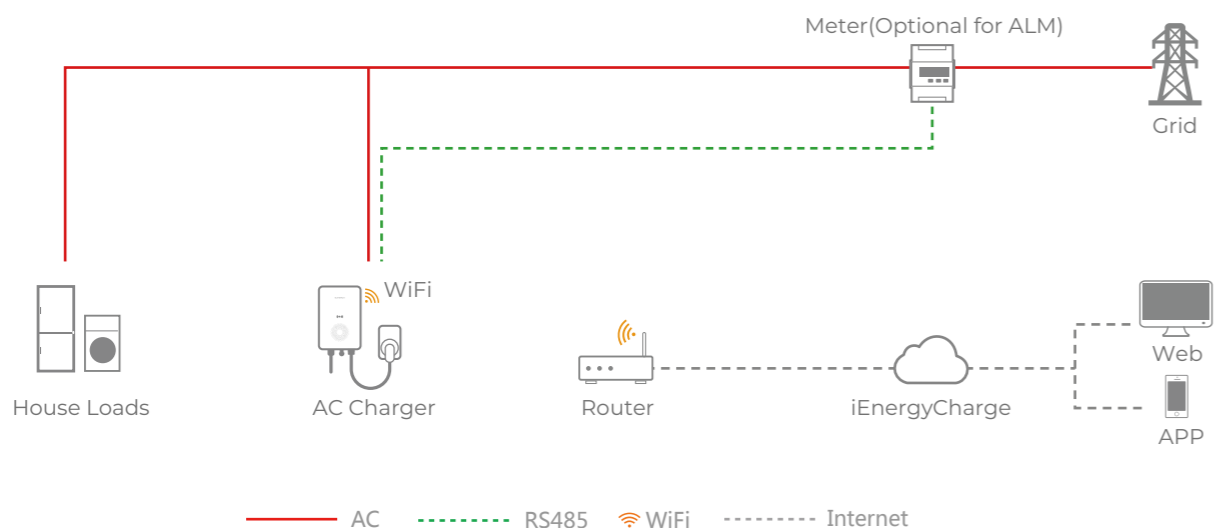 Meter(Optional for ALM)
Grid
WiFi
Web
House Loads
AC Charger
Router
iEnergyCharge
APP
AC
RS485
WiFi
Internet